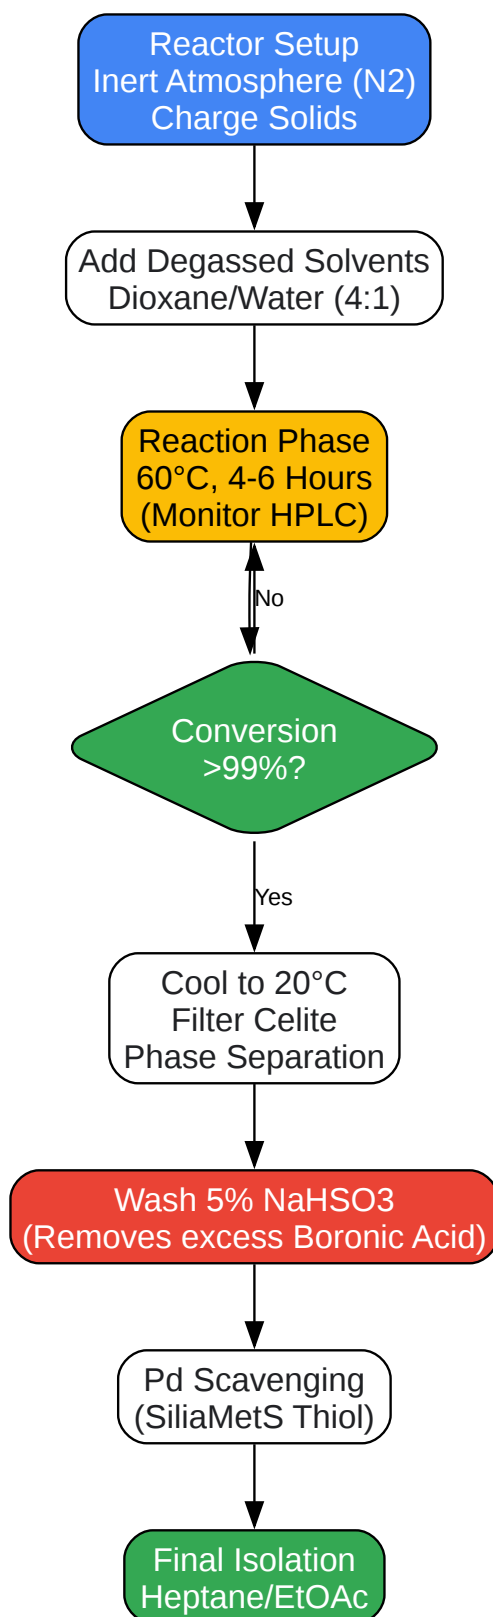 Reactor Setup
Inert Atmosphere (N2)
Charge Solids
Add Degassed Solvents
Dioxane/Water (4:1)
Reaction Phase
60°C, 4-6 Hours
(Monitor HPLC)
No
Conversion
>99%?
Yes
Cool to 20°C
Filter Celite
Phase Separation
Wash 5% NaHSO3
(Removes excess Boronic Acid)
Pd Scavenging
(SiliaMetS Thiol)
Final Isolation
Heptane/EtOAc